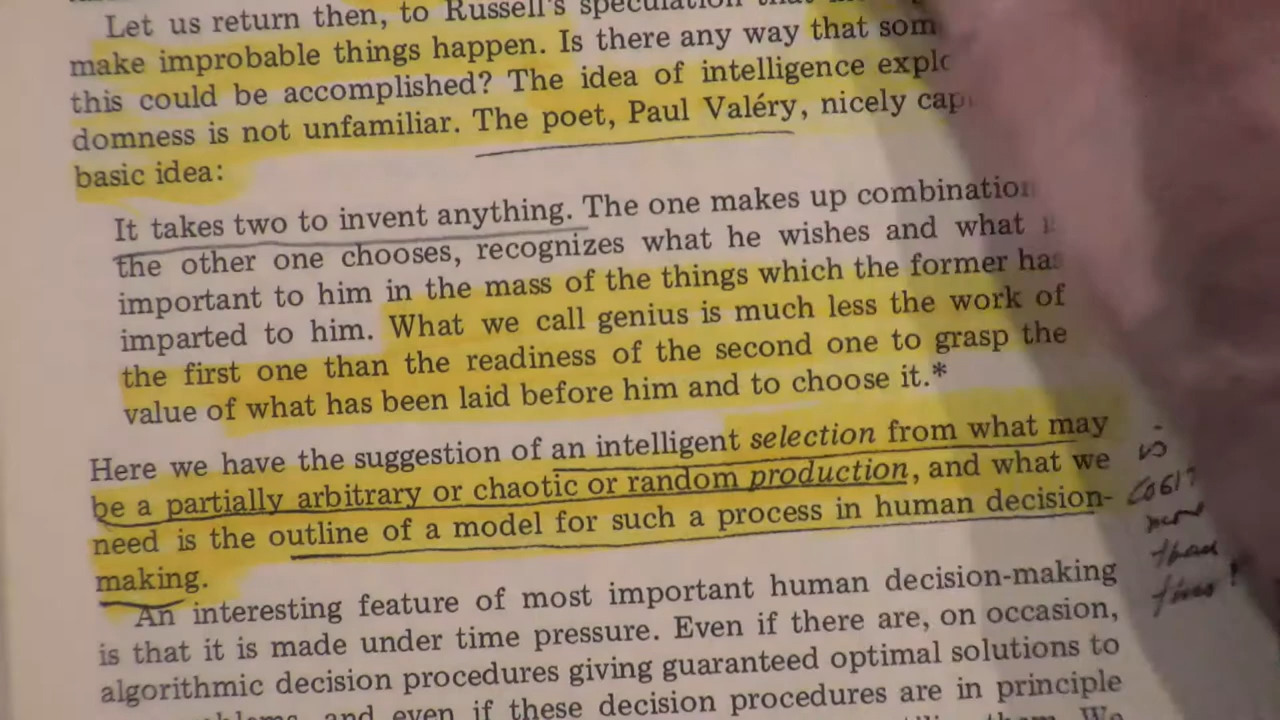 Let us return then, to Russell's speculation that
make improbable things happen. Is there any way that som
this could be accomplished? The idea of intelligence explo
domness is not unfamiliar. The poet, Paul Valéry, nicely cap
basic idea:
It takes two to invent anything. The one makes up combination
the other one chooses, recognizes what he wishes and what
important to him in the mass of the things which the former has
imparted to him. What we call genius is much less the work of
the first one than the readiness of the second one to grasp the
value of what has been laid before him and to choose it.*
Here we have the suggestion of an intelligent selection from what may
be a partially arbitrary or chaotic or random production, and what we
need is the outline of a model for such a process in human decision-
making.
An interesting feature of most important human decision-making
is that it is made under time pressure. Even if there are, on occasion,
algorithmic decision procedures giving guaranteed optimal solutions to
and even if these decision procedures are in principle
We
than